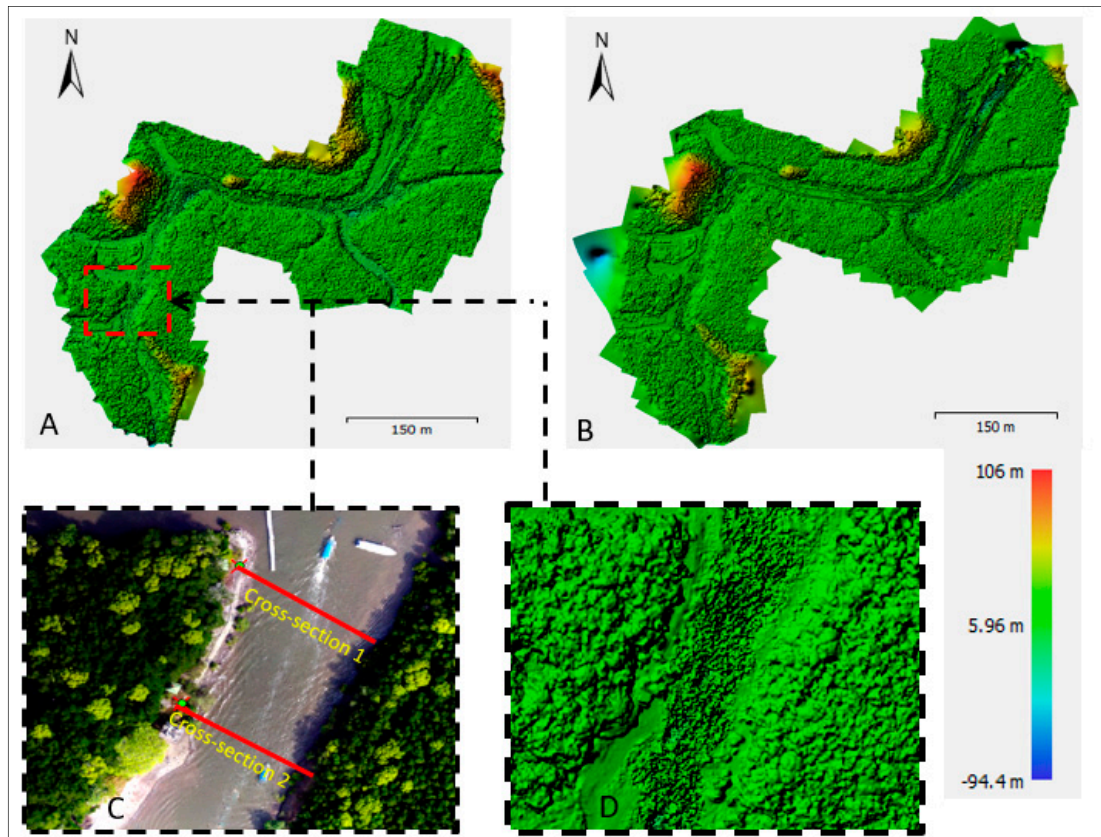 N
N
A
150 m
B
150 m
106 m
5.96 m
-94.4 m
Cross-section 1
Cross-section 2
C
D